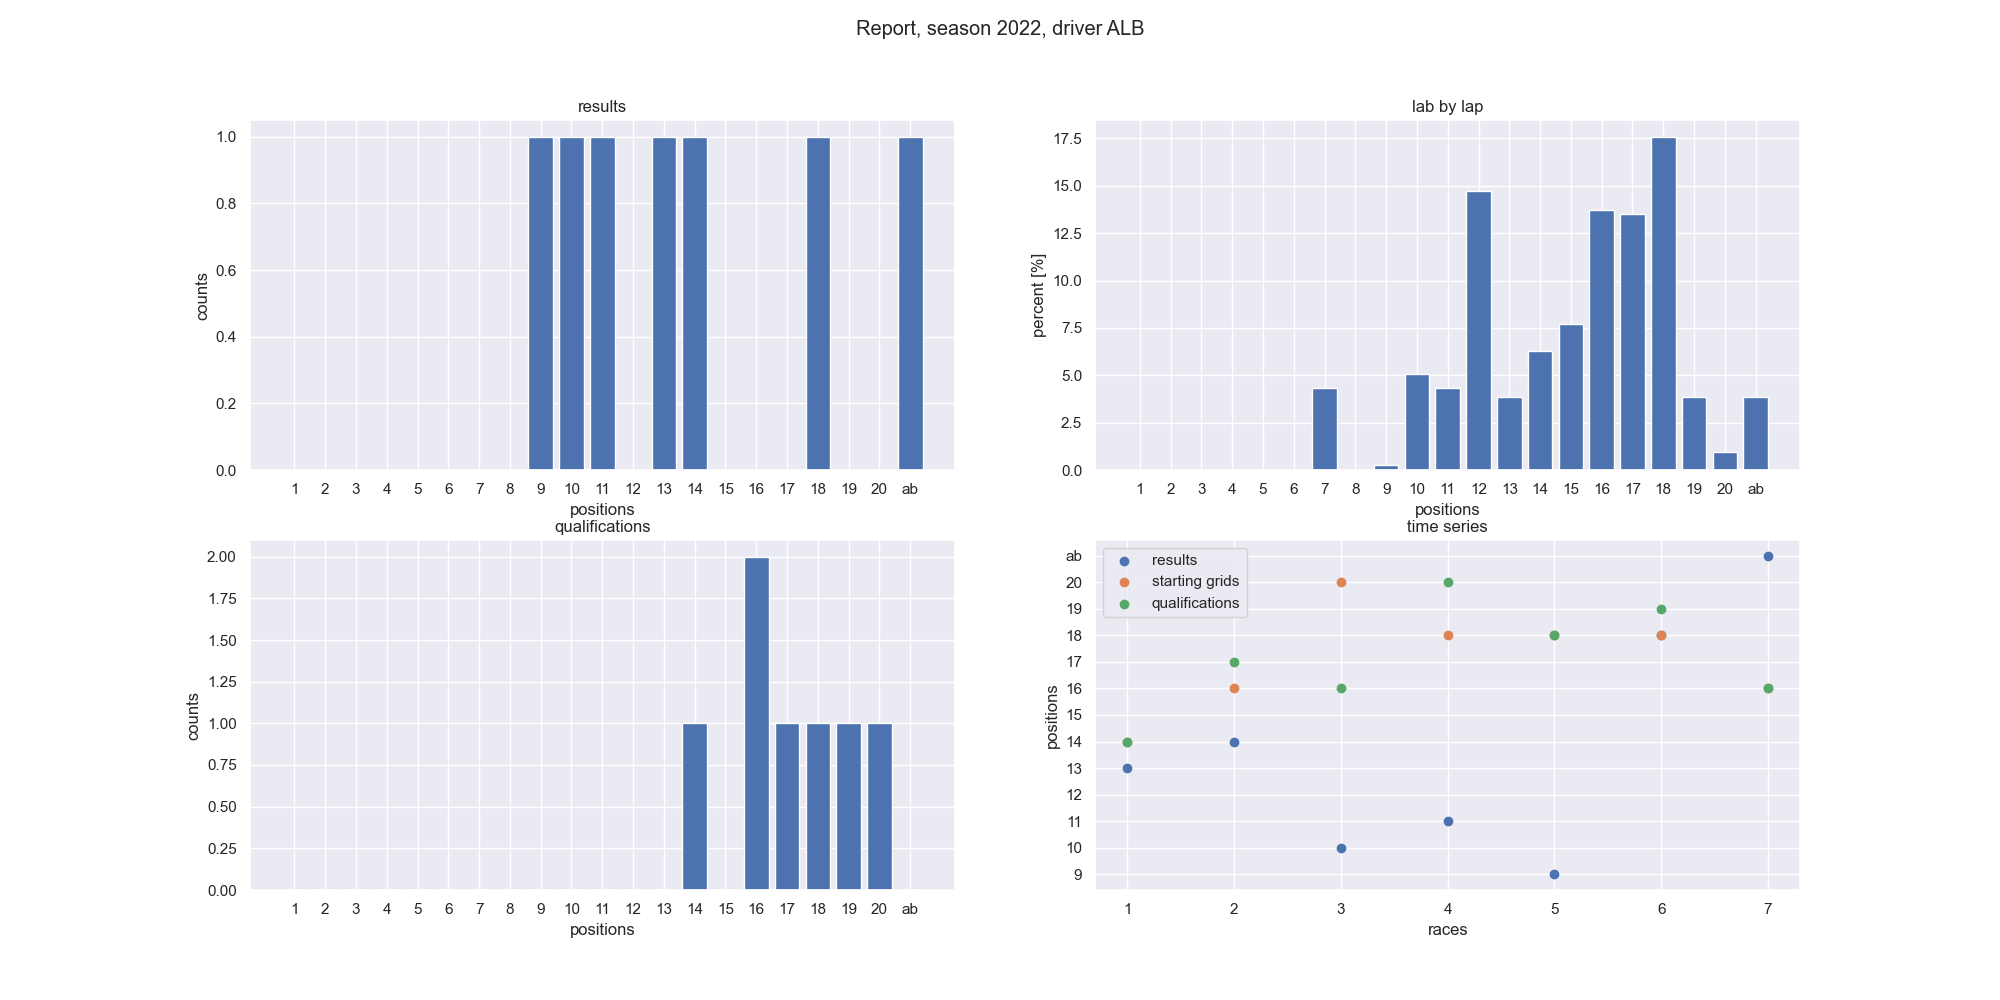 Report, season 2022, driver ALB
results
counts
1.0
0.8
0.6
0.4
0.2
0.0
1 2 3 4 5 6 7 8 9 10 11 12 13 14 15 16 17 18 19 20 ab
positions
lab by lap
percent [%]
17.5
15.0
12.5
10.0
7.5
5.0
2.5
0.0
1 2 3 4 5 6 7 8 9 10 11 12 13 14 15 16 17 18 19 20 ab
positions
qualifications
counts
2.00
1.75
1.50
1.25
1.00
0.75
0.50
0.25
0.00
1 2 3 4 5 6 7 8 9 10 11 12 13 14 15 16 17 18 19 20 ab
positions
time series
positions
ab
20
19
18
17
16
15
14
13
12
11
10
9
results
starting grids
qualifications
1 2 3 4 5 6 7
races